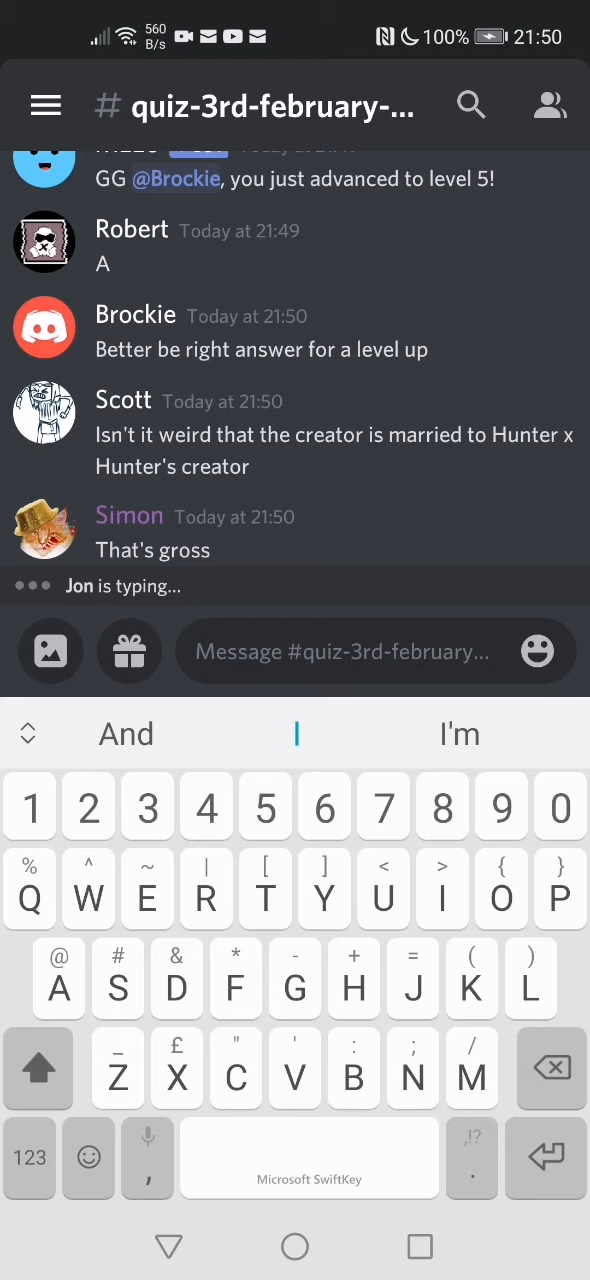 560 B/s 100% 21:50
# quiz-3rd-february-...
GG @Brockie, you just advanced to level 5!
Robert Today at 21:49
A
Brockie Today at 21:50
Better be right answer for a level up
Scott Today at 21:50
Isn't it weird that the creator is married to Hunter x
Hunter's creator
Simon Today at 21:50
That's gross
Jon is typing...
Message #quiz-3rd-february...
And I I'm
1 2 3 4 5 6 7 8 9 0
% ^ ~ | [ ] < > { }
Q W E R T Y U I O P
@ # & * - + = ( )
A S D F G H J K L
_ £ " ' : ; /
Z X C V B N M
,!?
123 , .
Microsoft SwiftKey